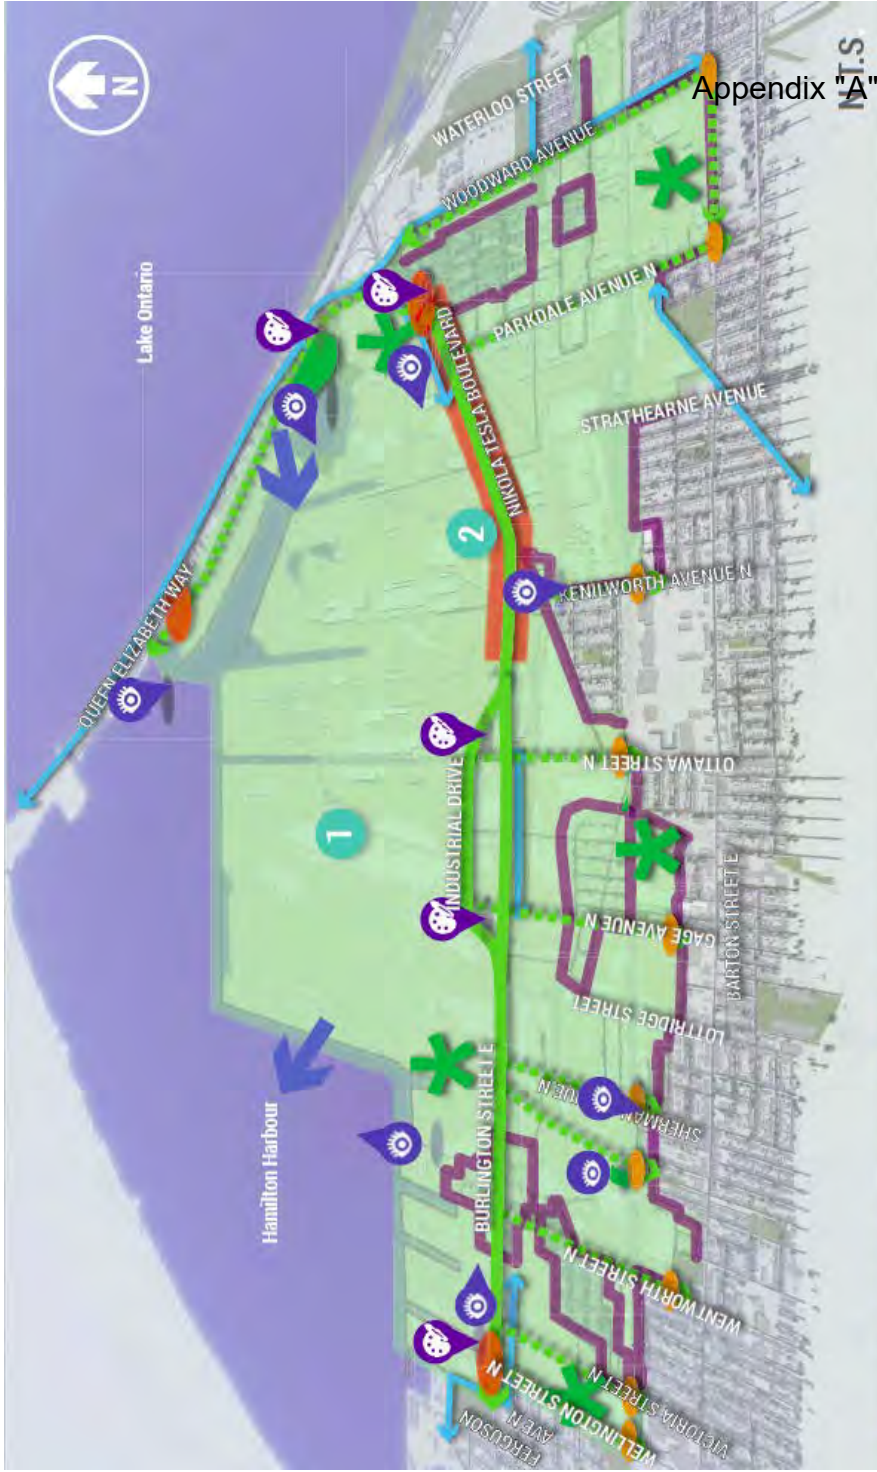 N
N.T.S.
Appendix "A"
WATERLOO STREET
WOODWARD AVENUE
Lake Ontario
PARKDALE AVENUE N
NIKOLA TESLA BOULEVARD
STRATHEARNE AVENUE
2
QUEEN ELIZABETH WAY
KENILWORTH AVENUE N
OTTAWA STREET N
INDUSTRIAL DRIVE
1
GAGE AVENUE N
BARTON STREET E
LOTTRIDGE STREET
BURLINGTON STREET E
Hamilton Harbour
WENTWORTH STREET N
VICTORIA STREET N
WELLINGTON STREET N
FERGUSON
AVE N